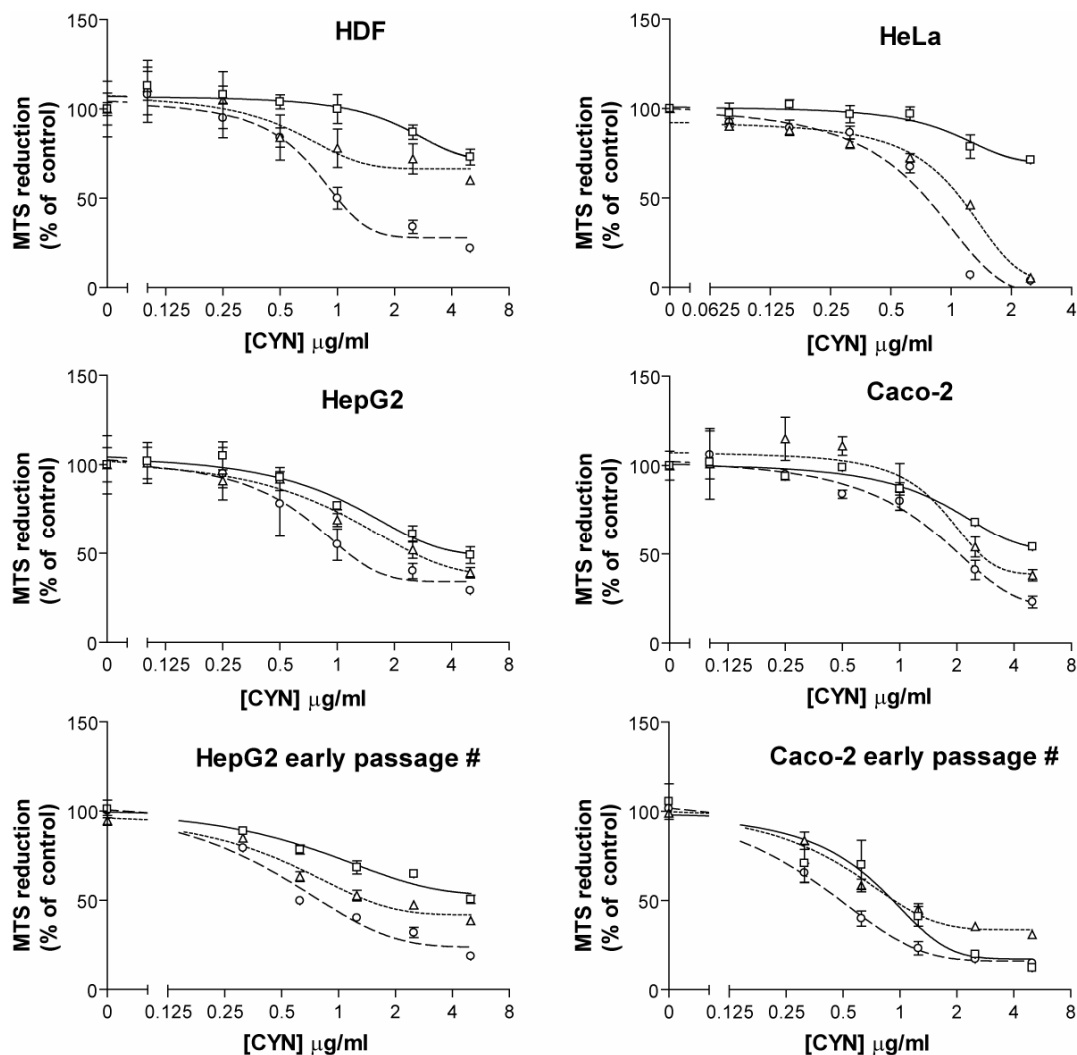 HDF
MTS reduction
(% of control)
150
100
50
0
0 0.125 0.25 0.5 1 2 4 8
[CYN] μg/ml
HeLa
MTS reduction
(% of control)
150
100
50
0
0 0.0625 0.125 0.25 0.5 1 2 4
[CYN] μg/ml
HepG2
MTS reduction
(% of control)
150
100
50
0
0 0.125 0.25 0.5 1 2 4 8
[CYN] μg/ml
Caco-2
MTS reduction
(% of control)
150
100
50
0
0 0.125 0.25 0.5 1 2 4 8
[CYN] μg/ml
HepG2 early passage #
MTS reduction
(% of control)
150
100
50
0
0 0.125 0.25 0.5 1 2 4 8
[CYN] μg/ml
Caco-2 early passage #
MTS reduction
(% of control)
150
100
50
0
0 0.125 0.25 0.5 1 2 4 8
[CYN] μg/ml